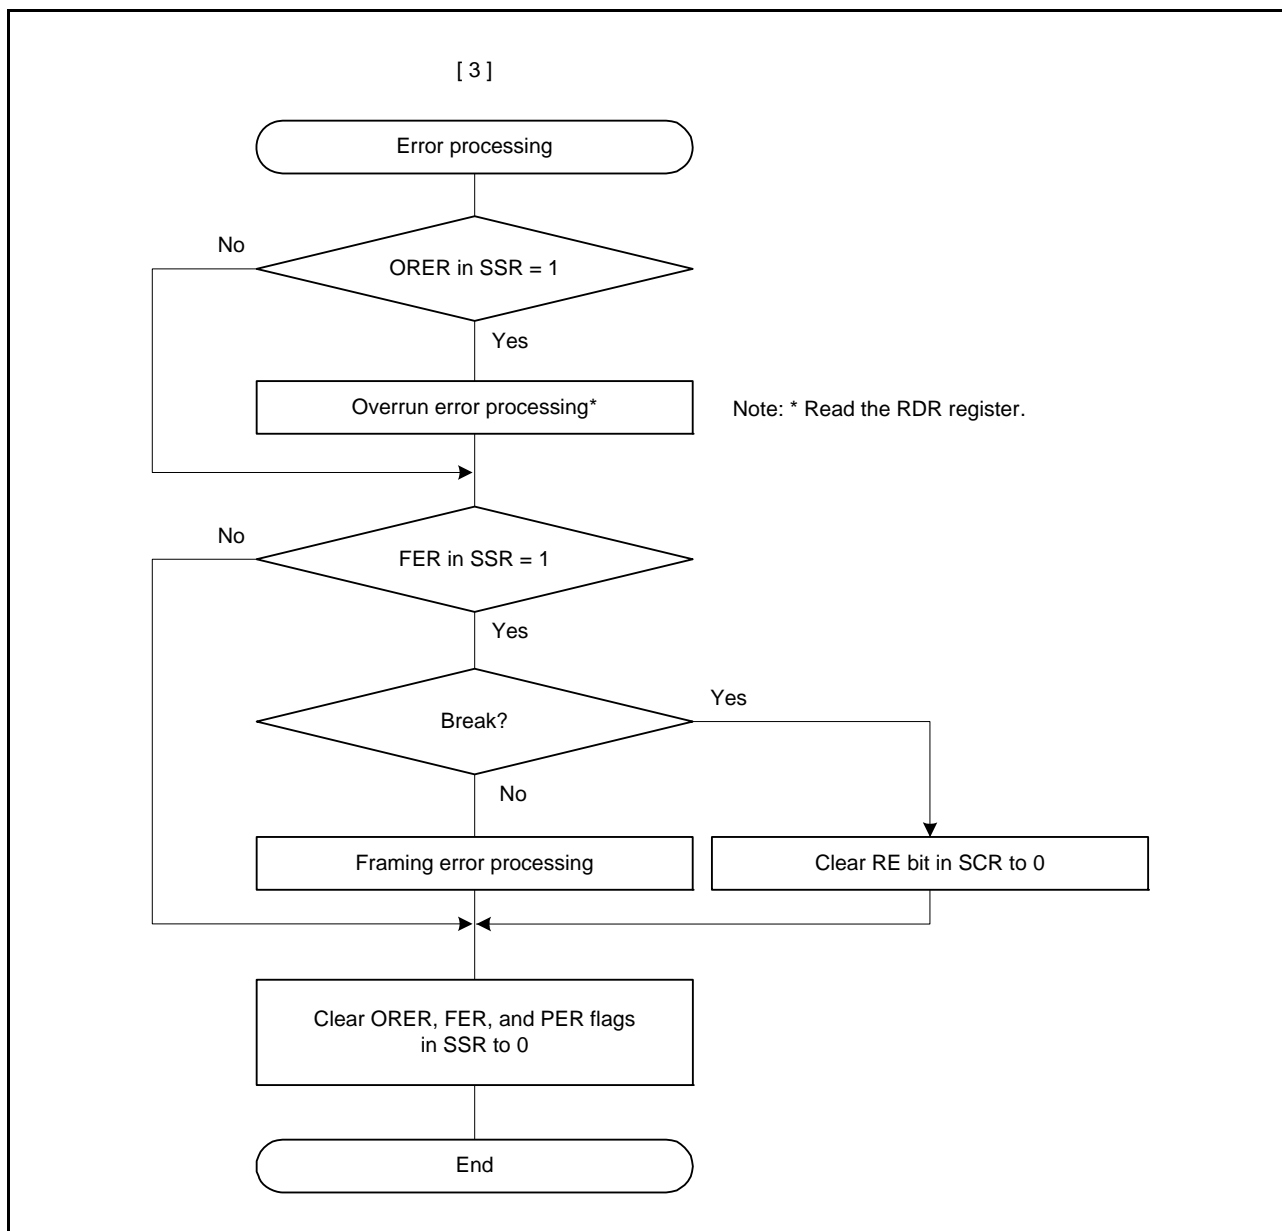 [ 3 ]
Error processing
No
ORER in SSR = 1
Yes
Overrun error processing*
Note: * Read the RDR register.
No
FER in SSR = 1
Yes
Yes
Break?
No
Framing error processing
Clear RE bit in SCR to 0
Clear ORER, FER, and PER flags
in SSR to 0
End